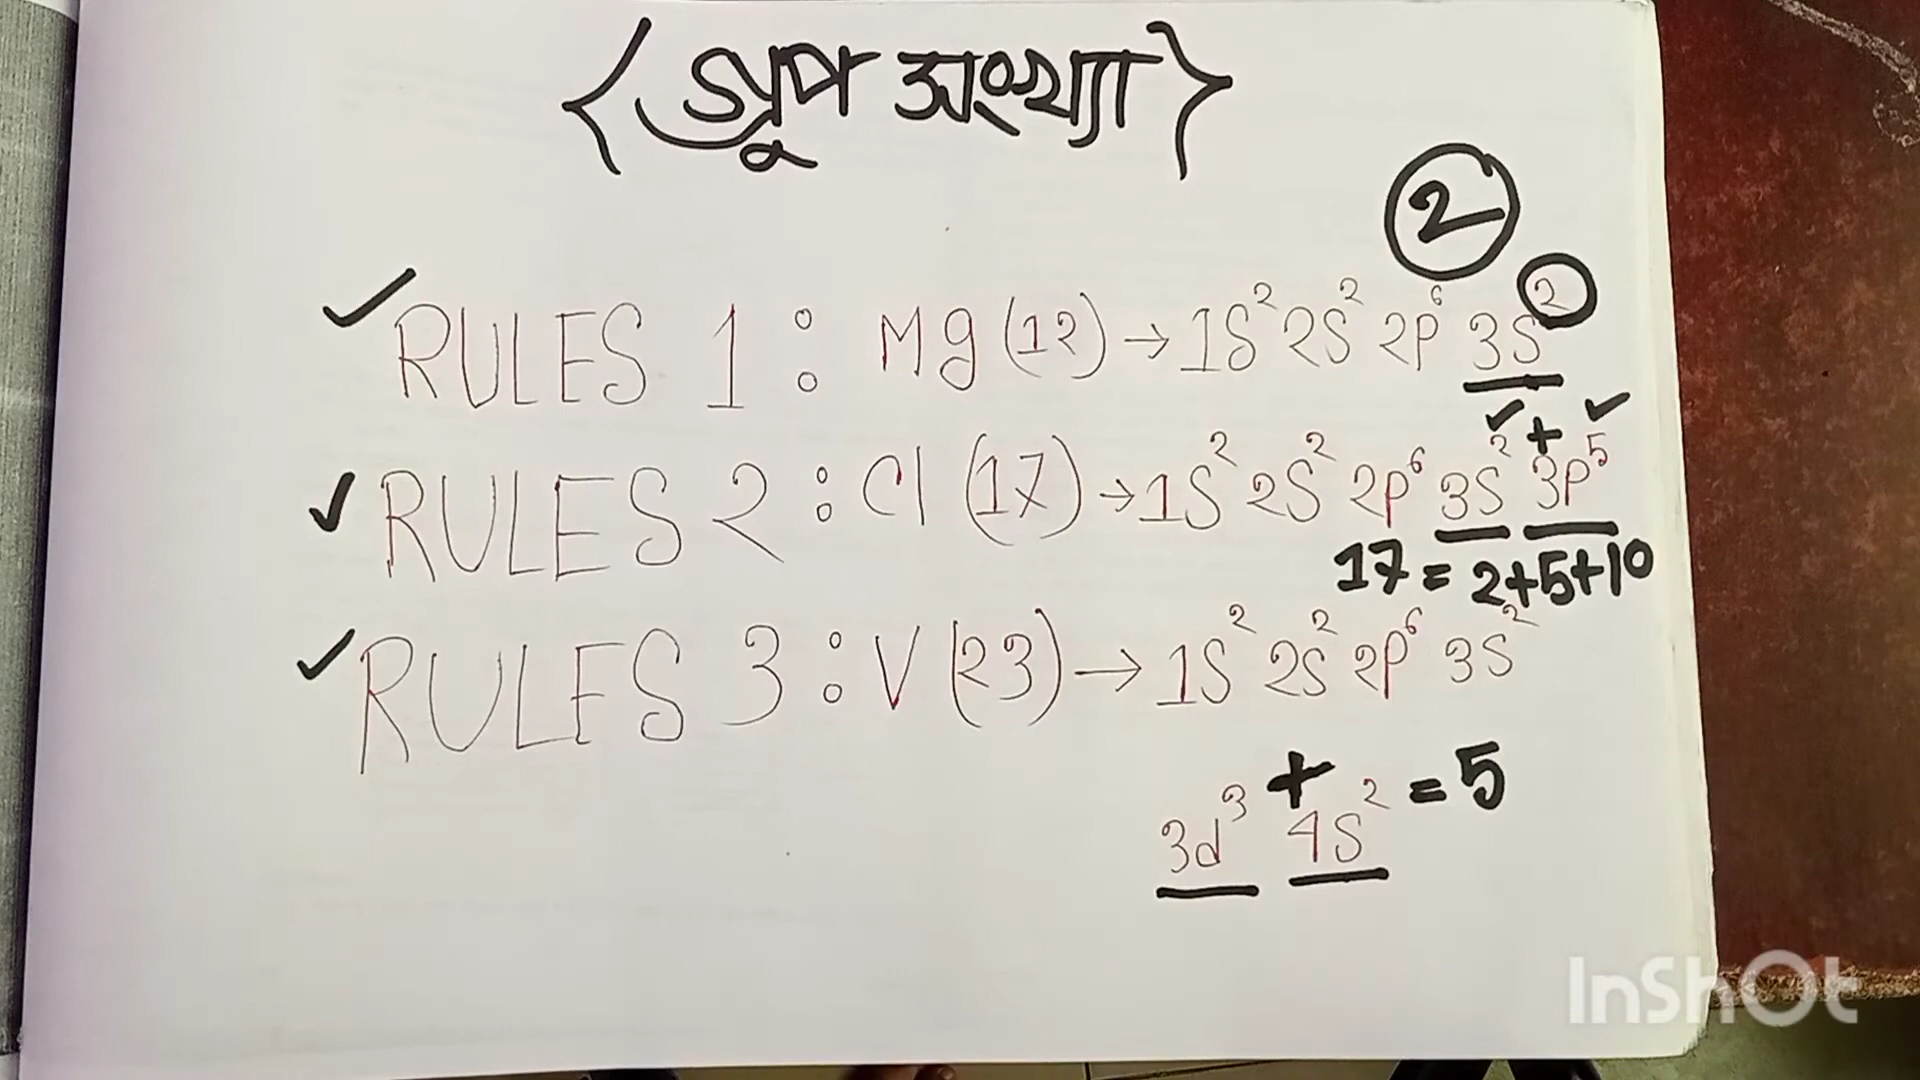 গ্রুপ সংখ্যা
2
RULES 1 : Mg (12) → 1S² 2S² 2P⁶ 3S²
+
RULES 2 : Cl (17) → 1S² 2S² 2P⁶ 3S² 3P⁵
17 = 2+5+10
RULES 3 : V (23) → 1S² 2S² 2P⁶ 3S²
3d³ + 4S² = 5
InShOt